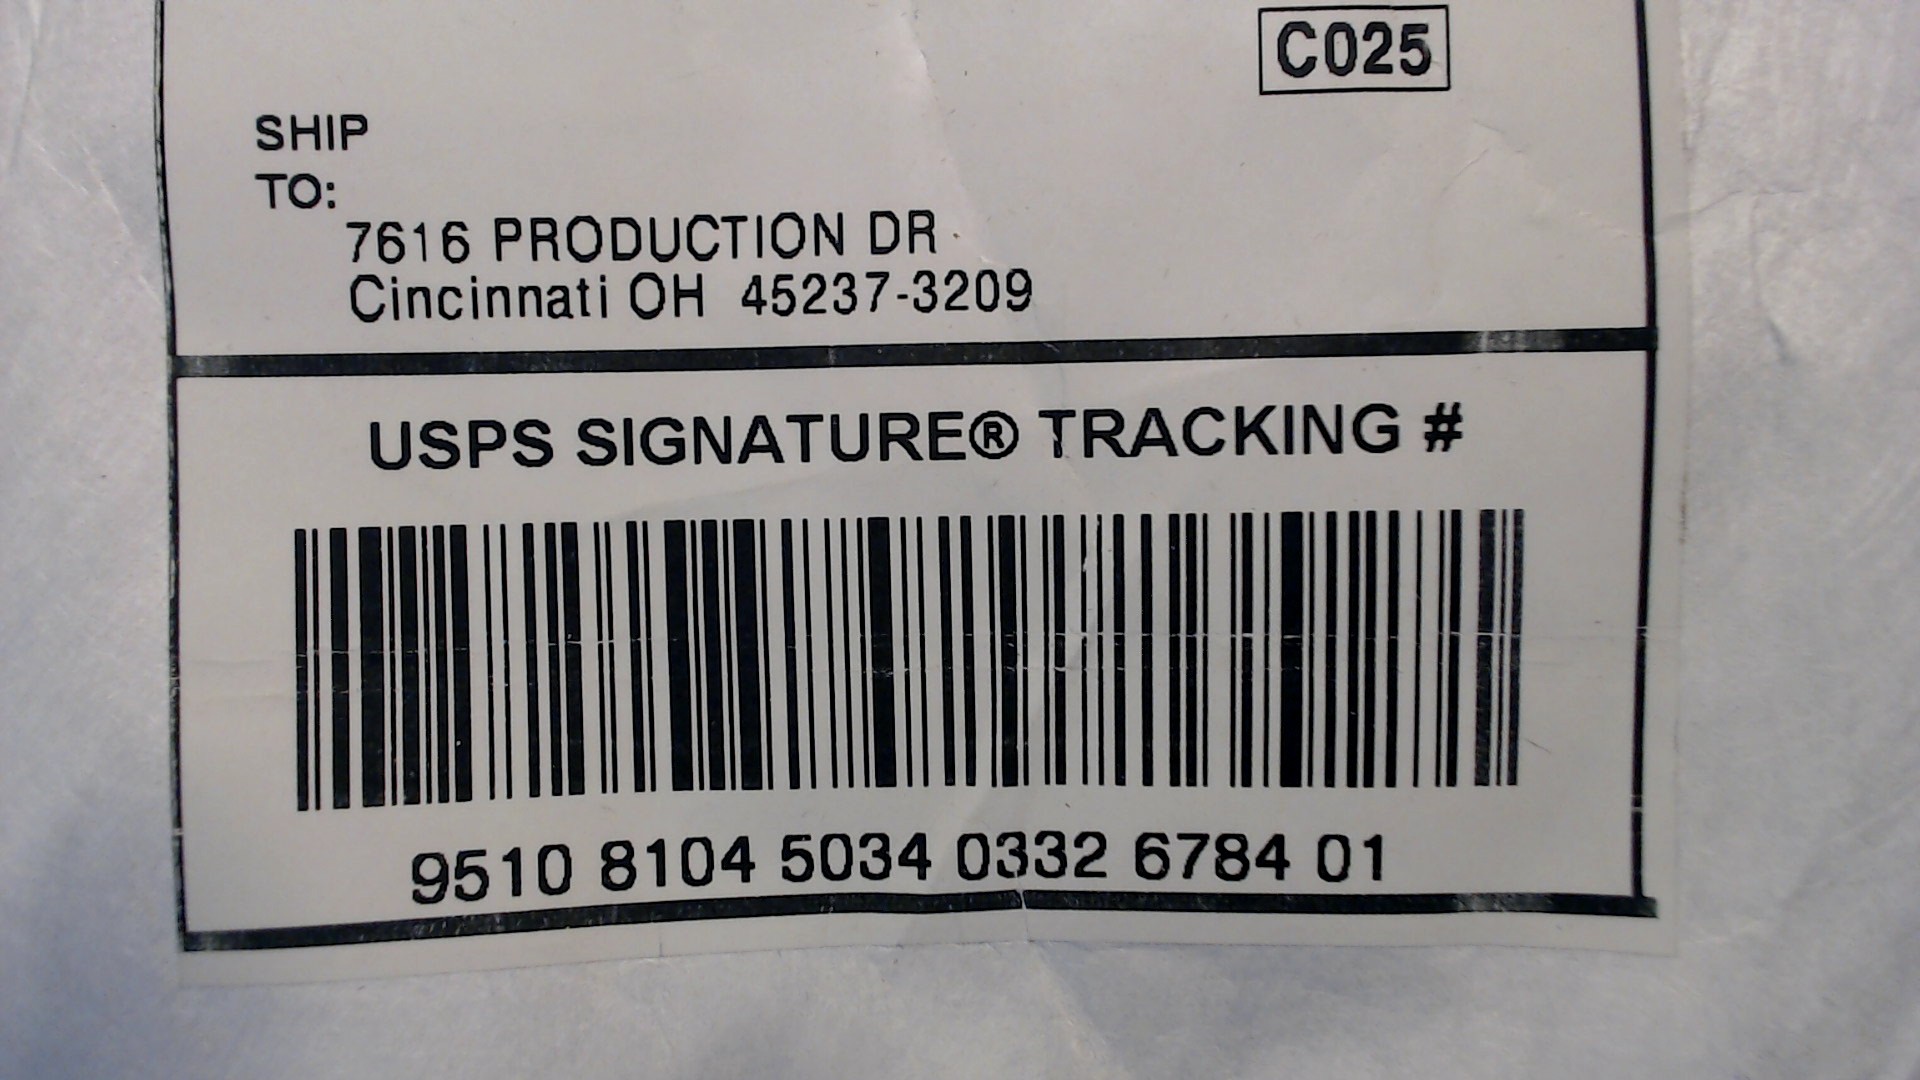 C025
SHIP
TO:
7616 PRODUCTION DR
Cincinnati OH 45237-3209
USPS SIGNATURE® TRACKING #
9510 8104 5034 0332 6784 01